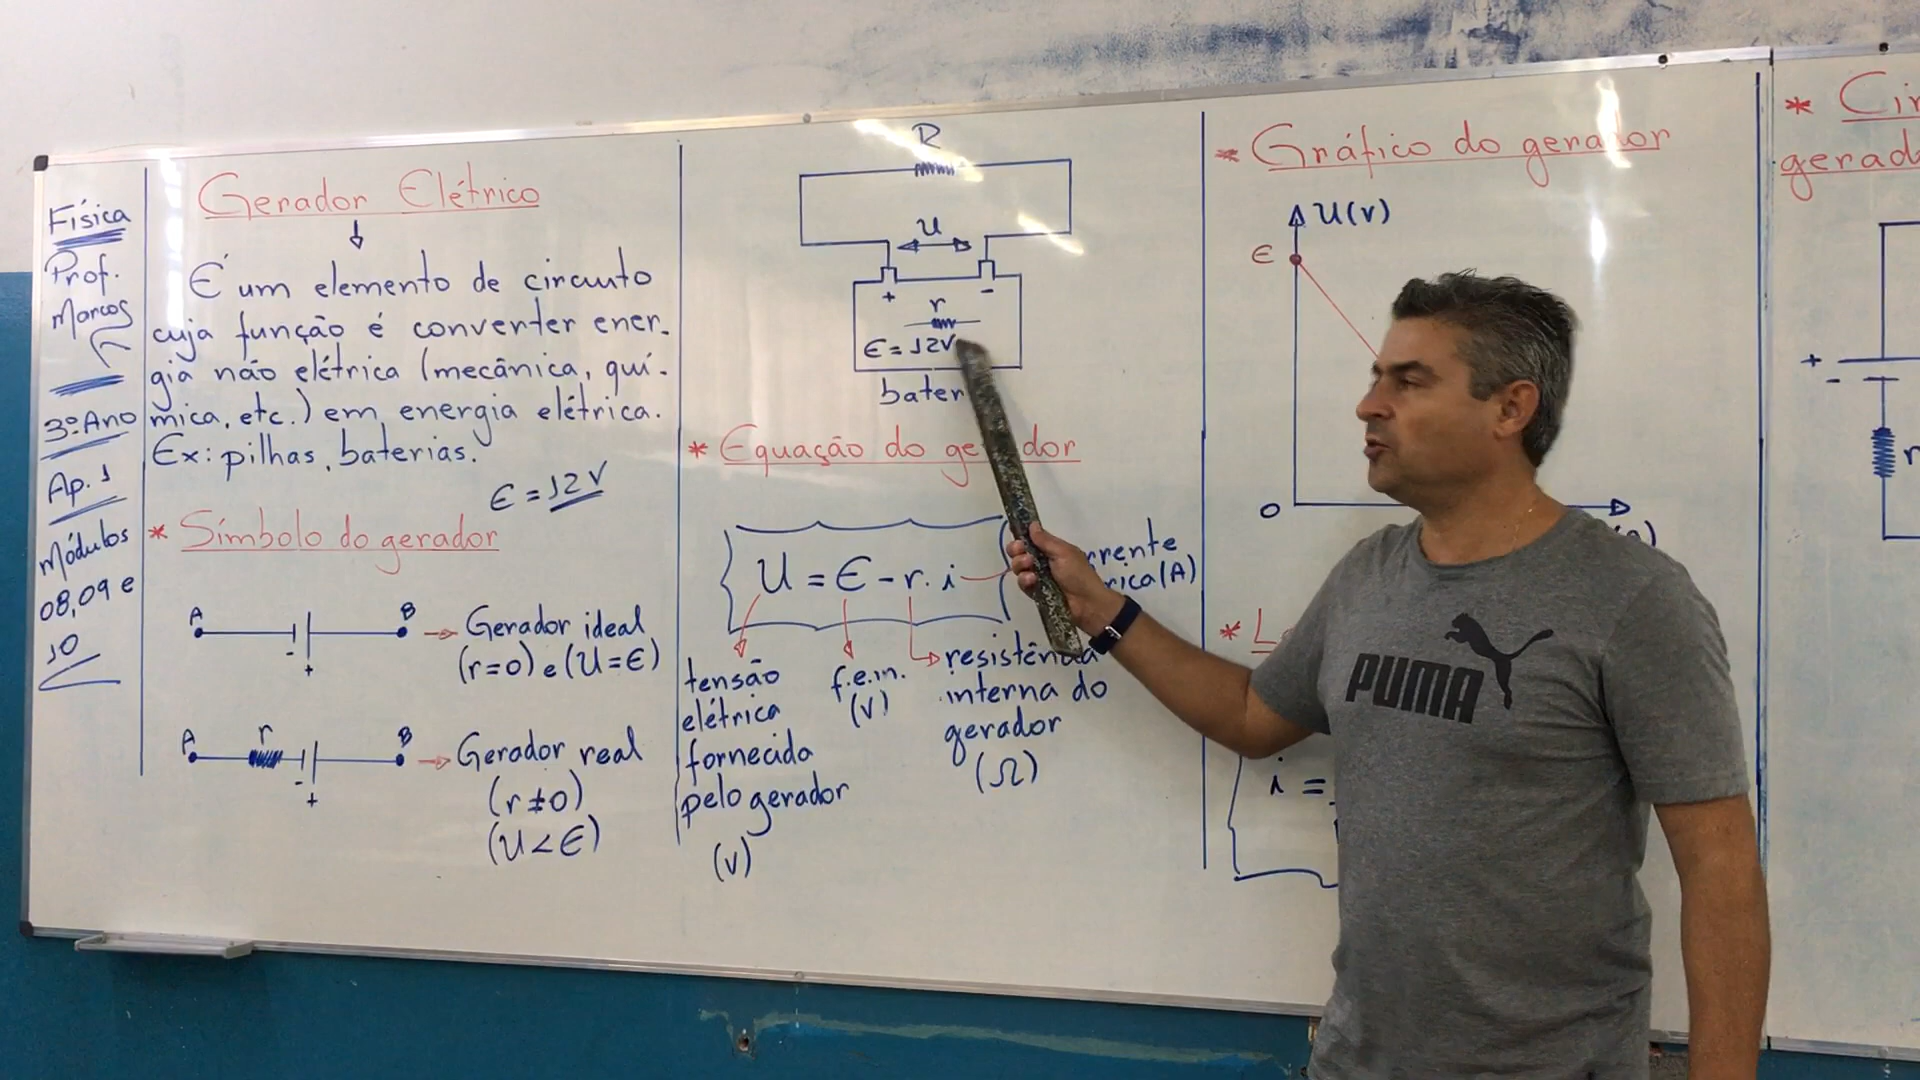 Física
Prof.
Marcos
3º Ano
Ap. 1
Módulos
08,09 e
10
Gerador Elétrico
É um elemento de circuito
cuja função é converter ener-
gia não elétrica (mecânica, quí-
mica, etc.) em energia elétrica.
Ex: pilhas, baterias.
Є = 12V
* Símbolo do gerador
A B
Gerador ideal
(r=0) e (U=Є)
- +
A r B
Gerador real
(r≠0)
(U<Є)
- +
R
U
+ -
r
Є = 12V
* Equação do gerador
U = Є - r. i
tensão
elétrica
fornecida
pelo gerador
(V)
f.e.m.
(V)
resistência
interna do
gerador
(Ω)
(A)
* Gráfico do gerador
U(V)
Є
0
*
i =
PUMA
*
+
-
r